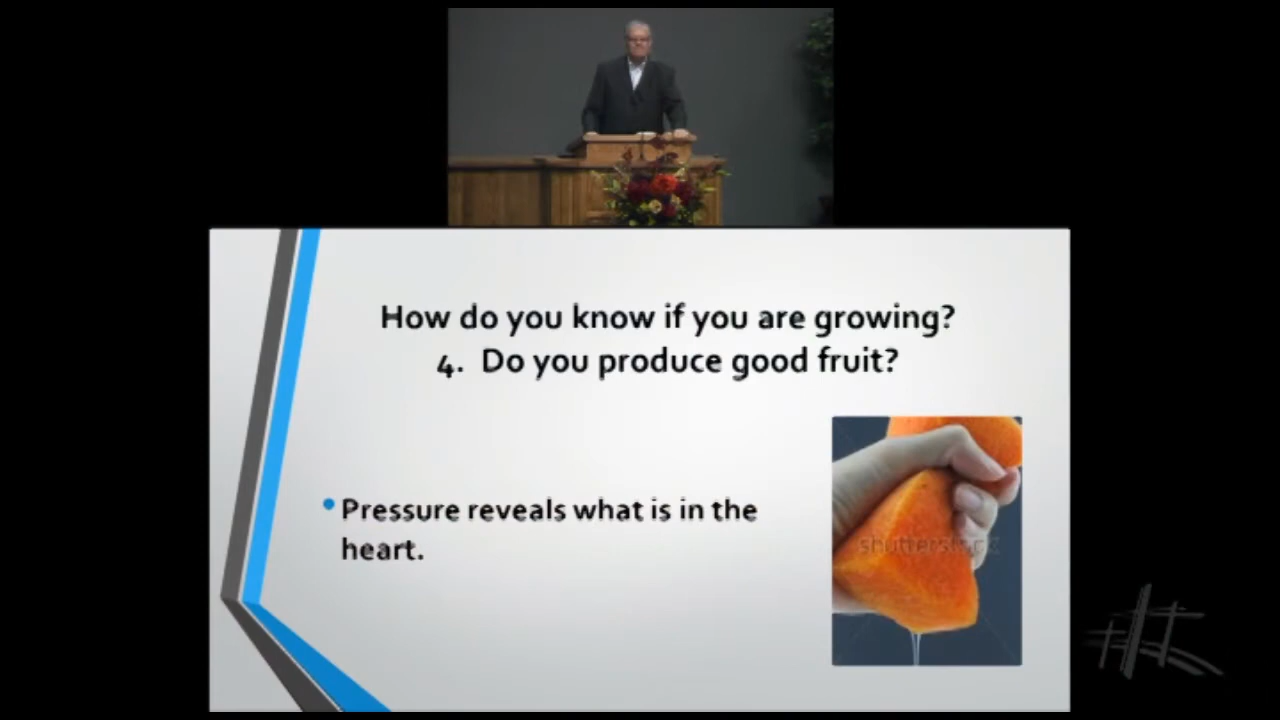 How do you know if you are growing?
4. Do you produce good fruit?
• Pressure reveals what is in the
heart.
shutterstock